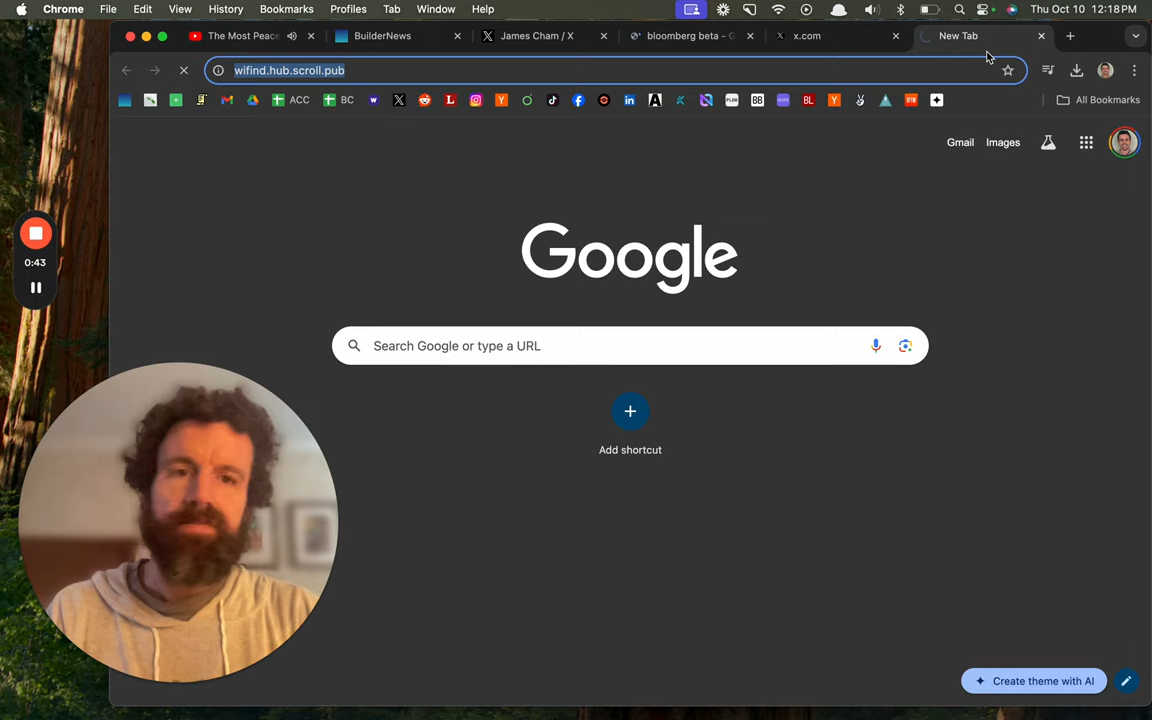 Chrome File Edit View History Bookmarks Profiles Tab Window Help Thu Oct 10 12:18 PM
The Most Peace BuilderNews James Cham / X bloomberg beta - G x.com New Tab
wifind.hub.scroll.pub
ACC BC All Bookmarks
Gmail Images
0:43
Google
Search Google or type a URL
Add shortcut
Create theme with AI